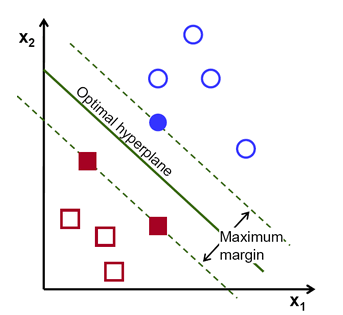 x2
Optimal hyperplane
Maximum
margin
x1